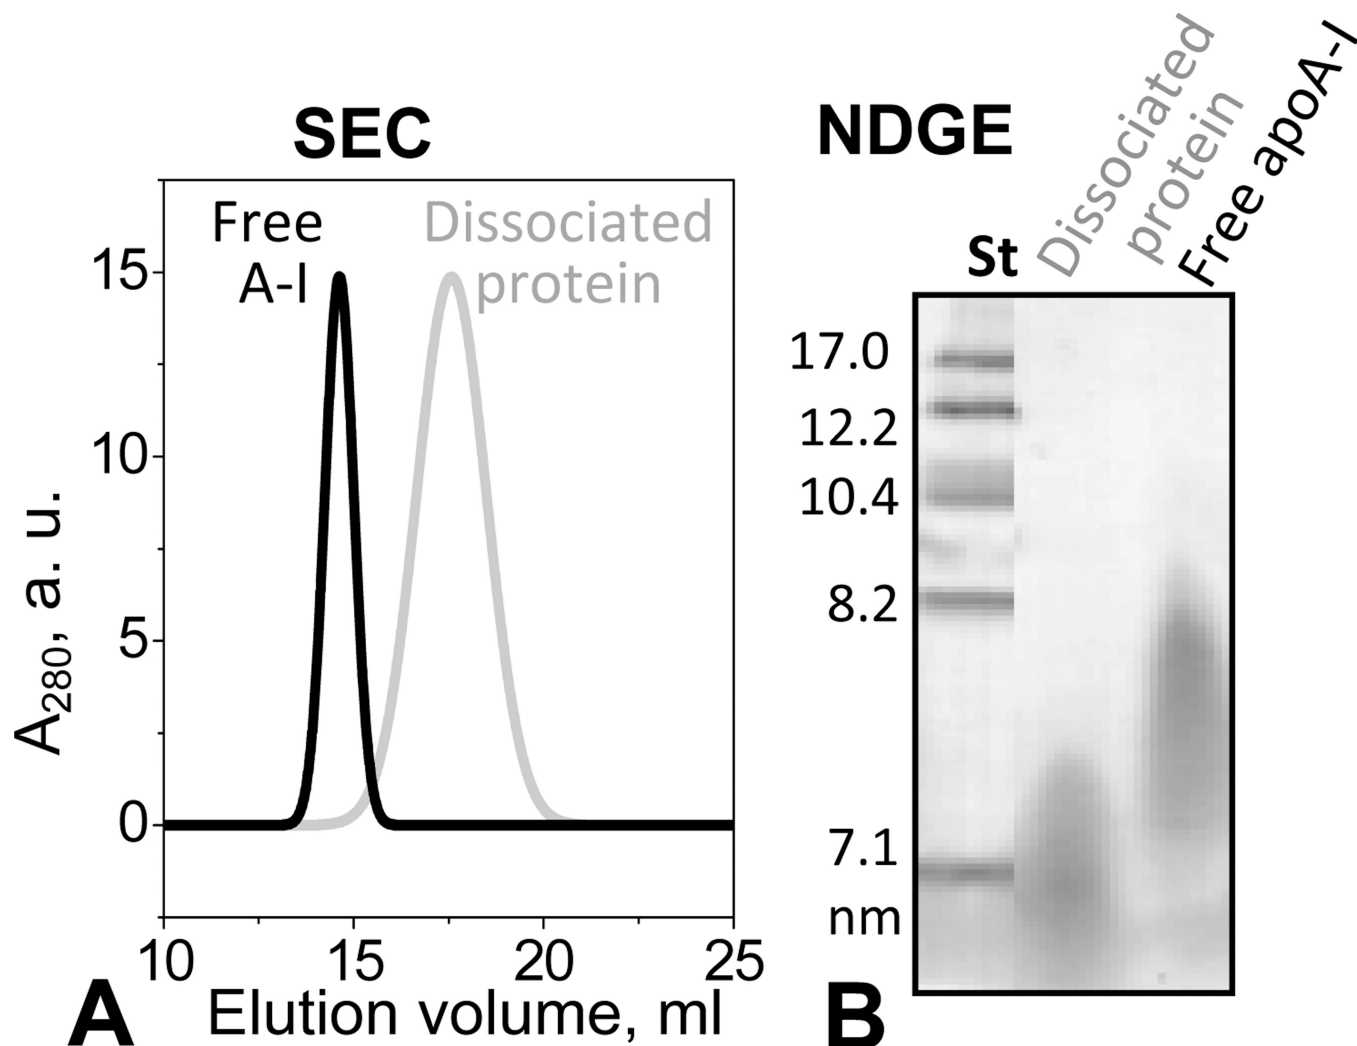 SEC
Free
A-I
Dissociated
protein
15
10
5
0
A280, a. u.
10
15
20
25
Elution volume, ml
A
NDGE
St
Dissociated
protein
Free apoA-I
17.0
12.2
10.4
8.2
7.1
nm
B